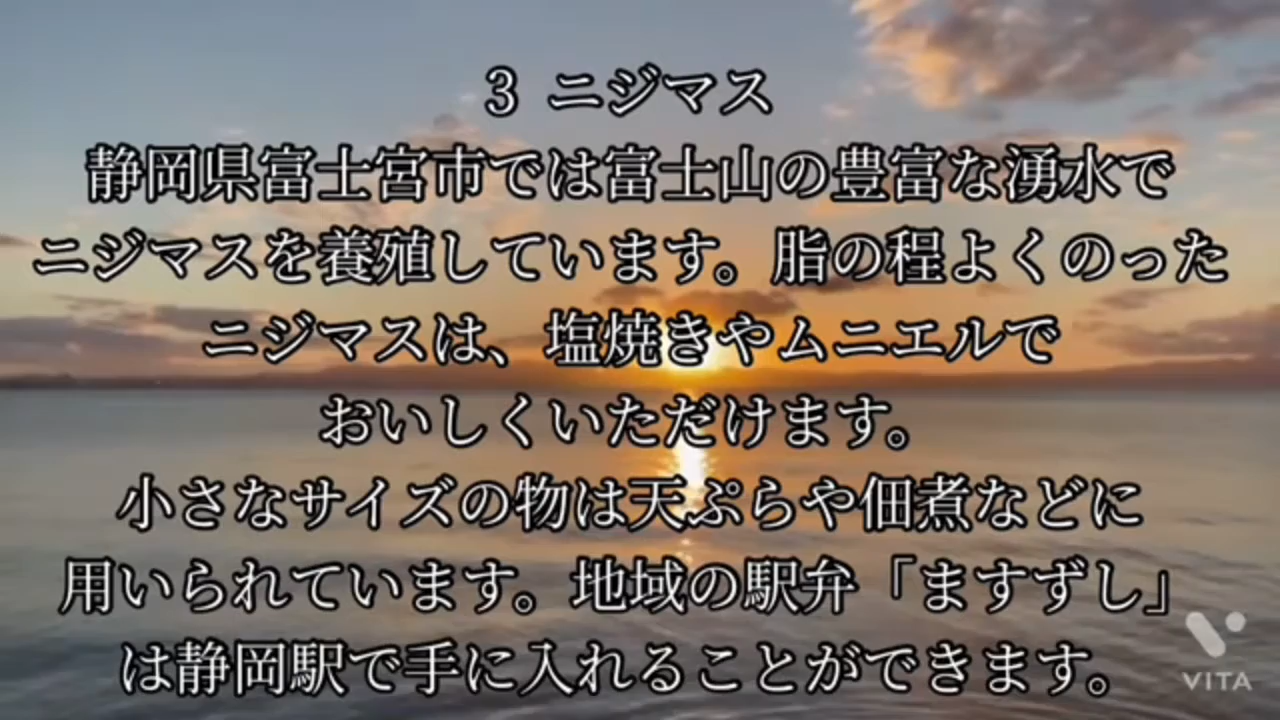 3 ニジマス
静岡県富士宮市では富士山の豊富な湧水で
ニジマスを養殖しています。脂の程よくのった
ニジマスは、塩焼きやムニエルで
おいしくいただけます。
小さなサイズの物は天ぷらや佃煮などに
用いられています。地域の駅弁「ますずし」
は静岡駅で手に入れることができます。
VITA